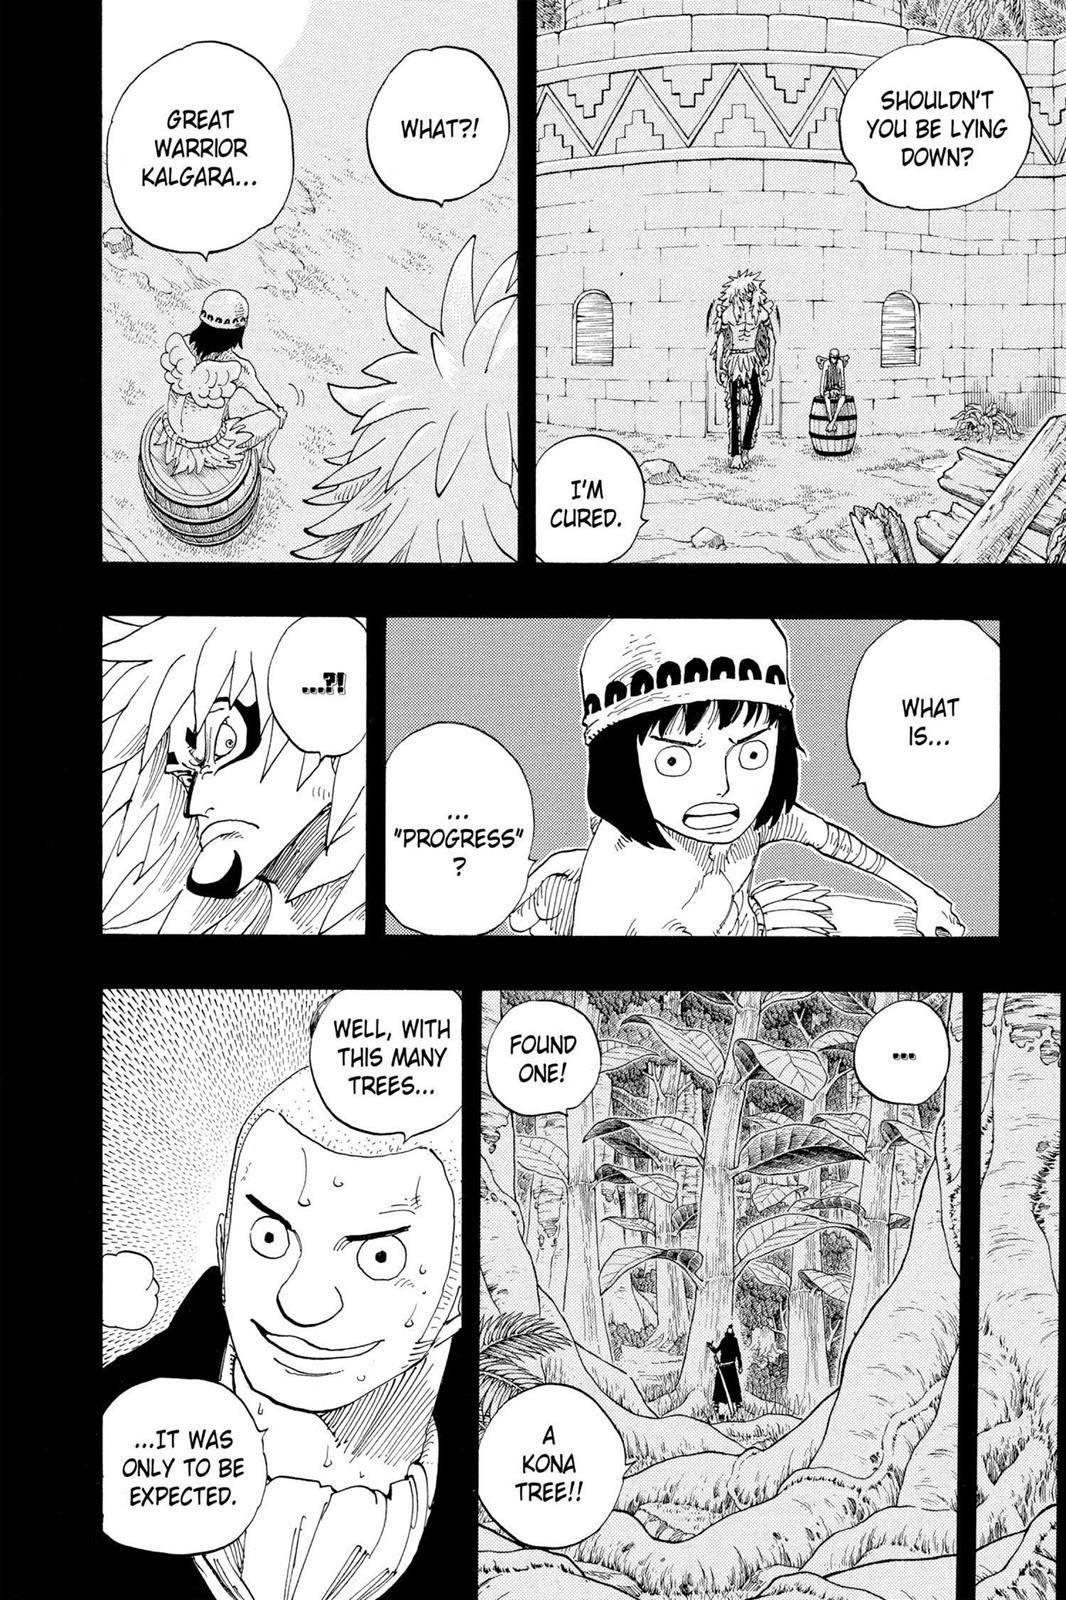 SHOULDN'T
YOU BE LYING
DOWN?
I'M
CURED.
WHAT?!
GREAT
WARRIOR
KALGARA...
WHAT
IS...
...
"PROGRESS"
?
...?!
...
FOUND
ONE!
A
KONA
TREE!!
WELL, WITH
THIS MANY
TREES...
...IT WAS
ONLY TO BE
EXPECTED.